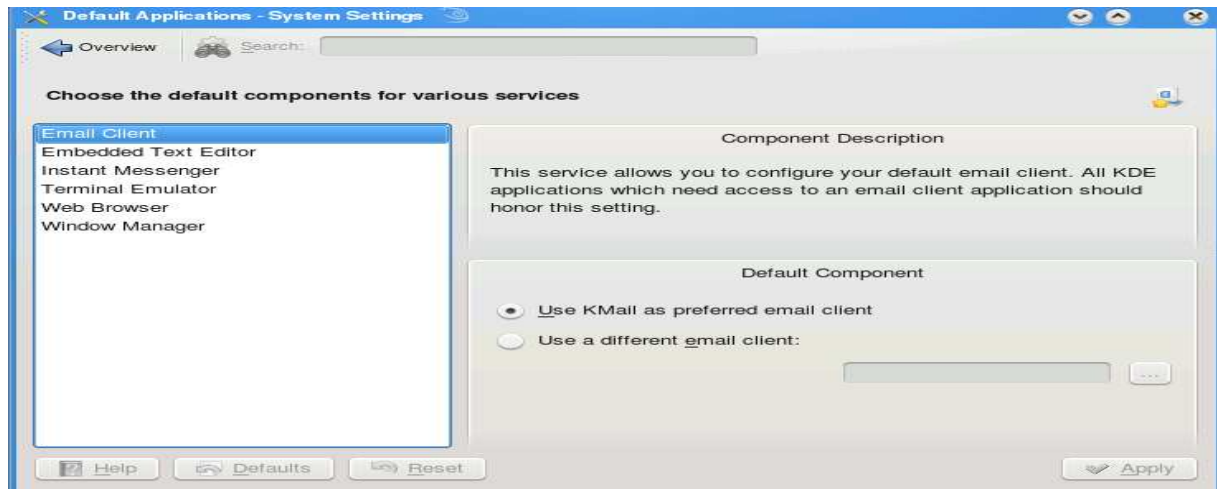 Default Applications - System Settings
Overview
Search:
Choose the default components for various services
Email Client
Embedded Text Editor
Instant Messenger
Terminal Emulator
Web Browser
Window Manager
Component Description
This service allows you to configure your default email client. All KDE
applications which need access to an email client application should
honor this setting.
Default Component
Use KMail as preferred email client
Use a different email client:
...
Help
Defaults
Reset
Apply